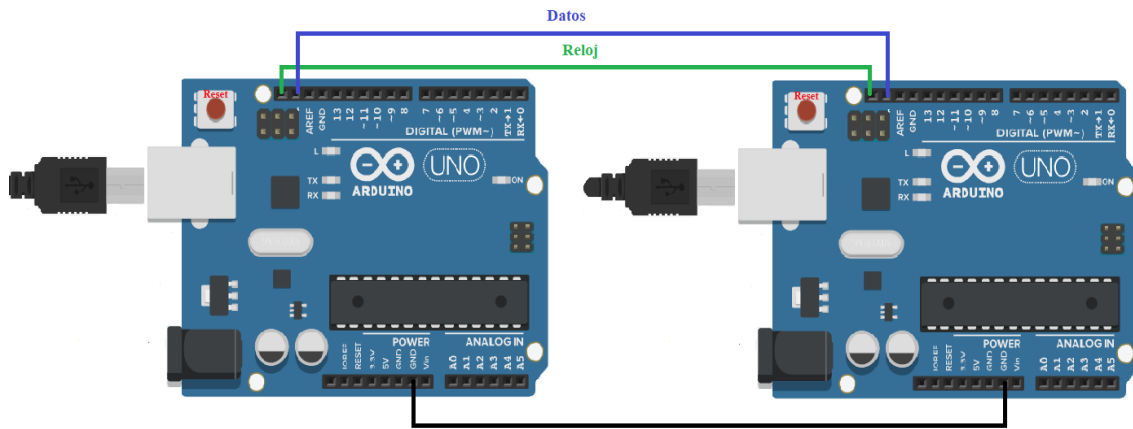 Datos
Reloj
Reset
AREF
GND
13
12
~11
~10
~9
8
7
~6
~5
4
~3
2
TX→1
RX←0
DIGITAL (PWM~)
L
TX
RX
ARDUINO
UNO
ON
POWER
ANALOG IN
IOREF
RESET
3.3V
5V
GND
GND
Vin
A0
A1
A2
A3
A4
A5
Reset
AREF
GND
13
12
~11
~10
~9
8
7
~6
~5
4
~3
2
TX→1
RX←0
DIGITAL (PWM~)
L
TX
RX
ARDUINO
UNO
ON
POWER
ANALOG IN
IOREF
RESET
3.3V
5V
GND
GND
Vin
A0
A1
A2
A3
A4
A5